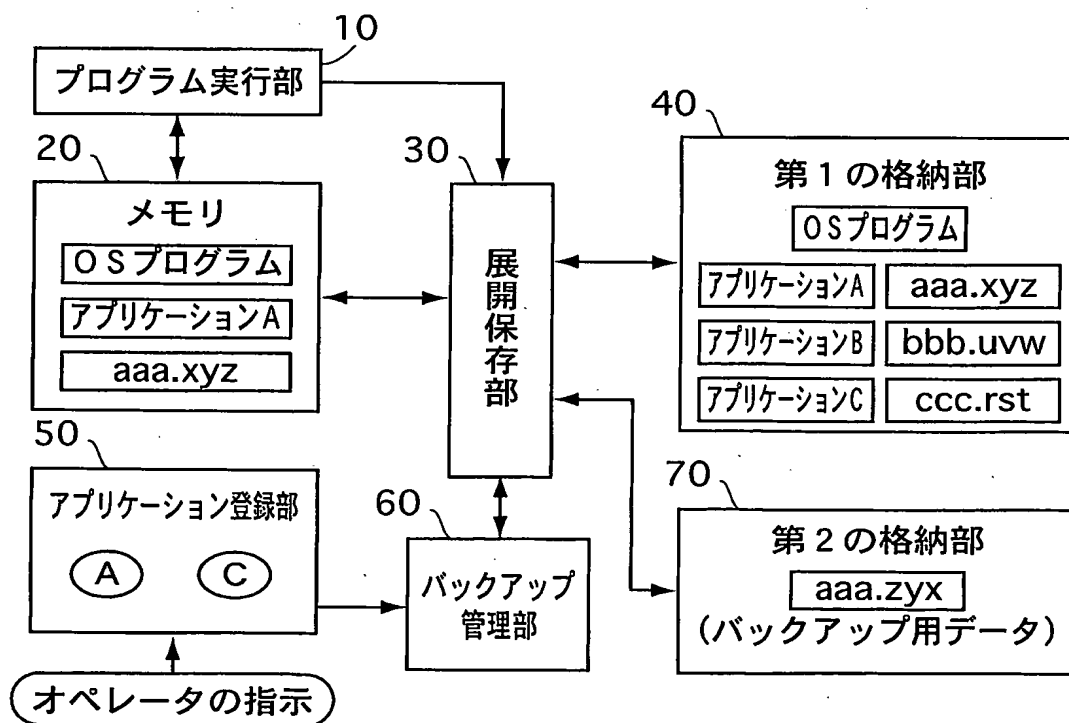 10
プログラム実行部
20
メモリ
OSプログラム
アプリケーションA
aaa.xyz
30
展開保存部
40
第1の格納部
OSプログラム
アプリケーションA aaa.xyz
アプリケーションB bbb.uvw
アプリケーションC ccc.rst
50
アプリケーション登録部
A C
オペレータの指示
60
バックアップ
管理部
70
第2の格納部
aaa.zyx
(バックアップ用データ)